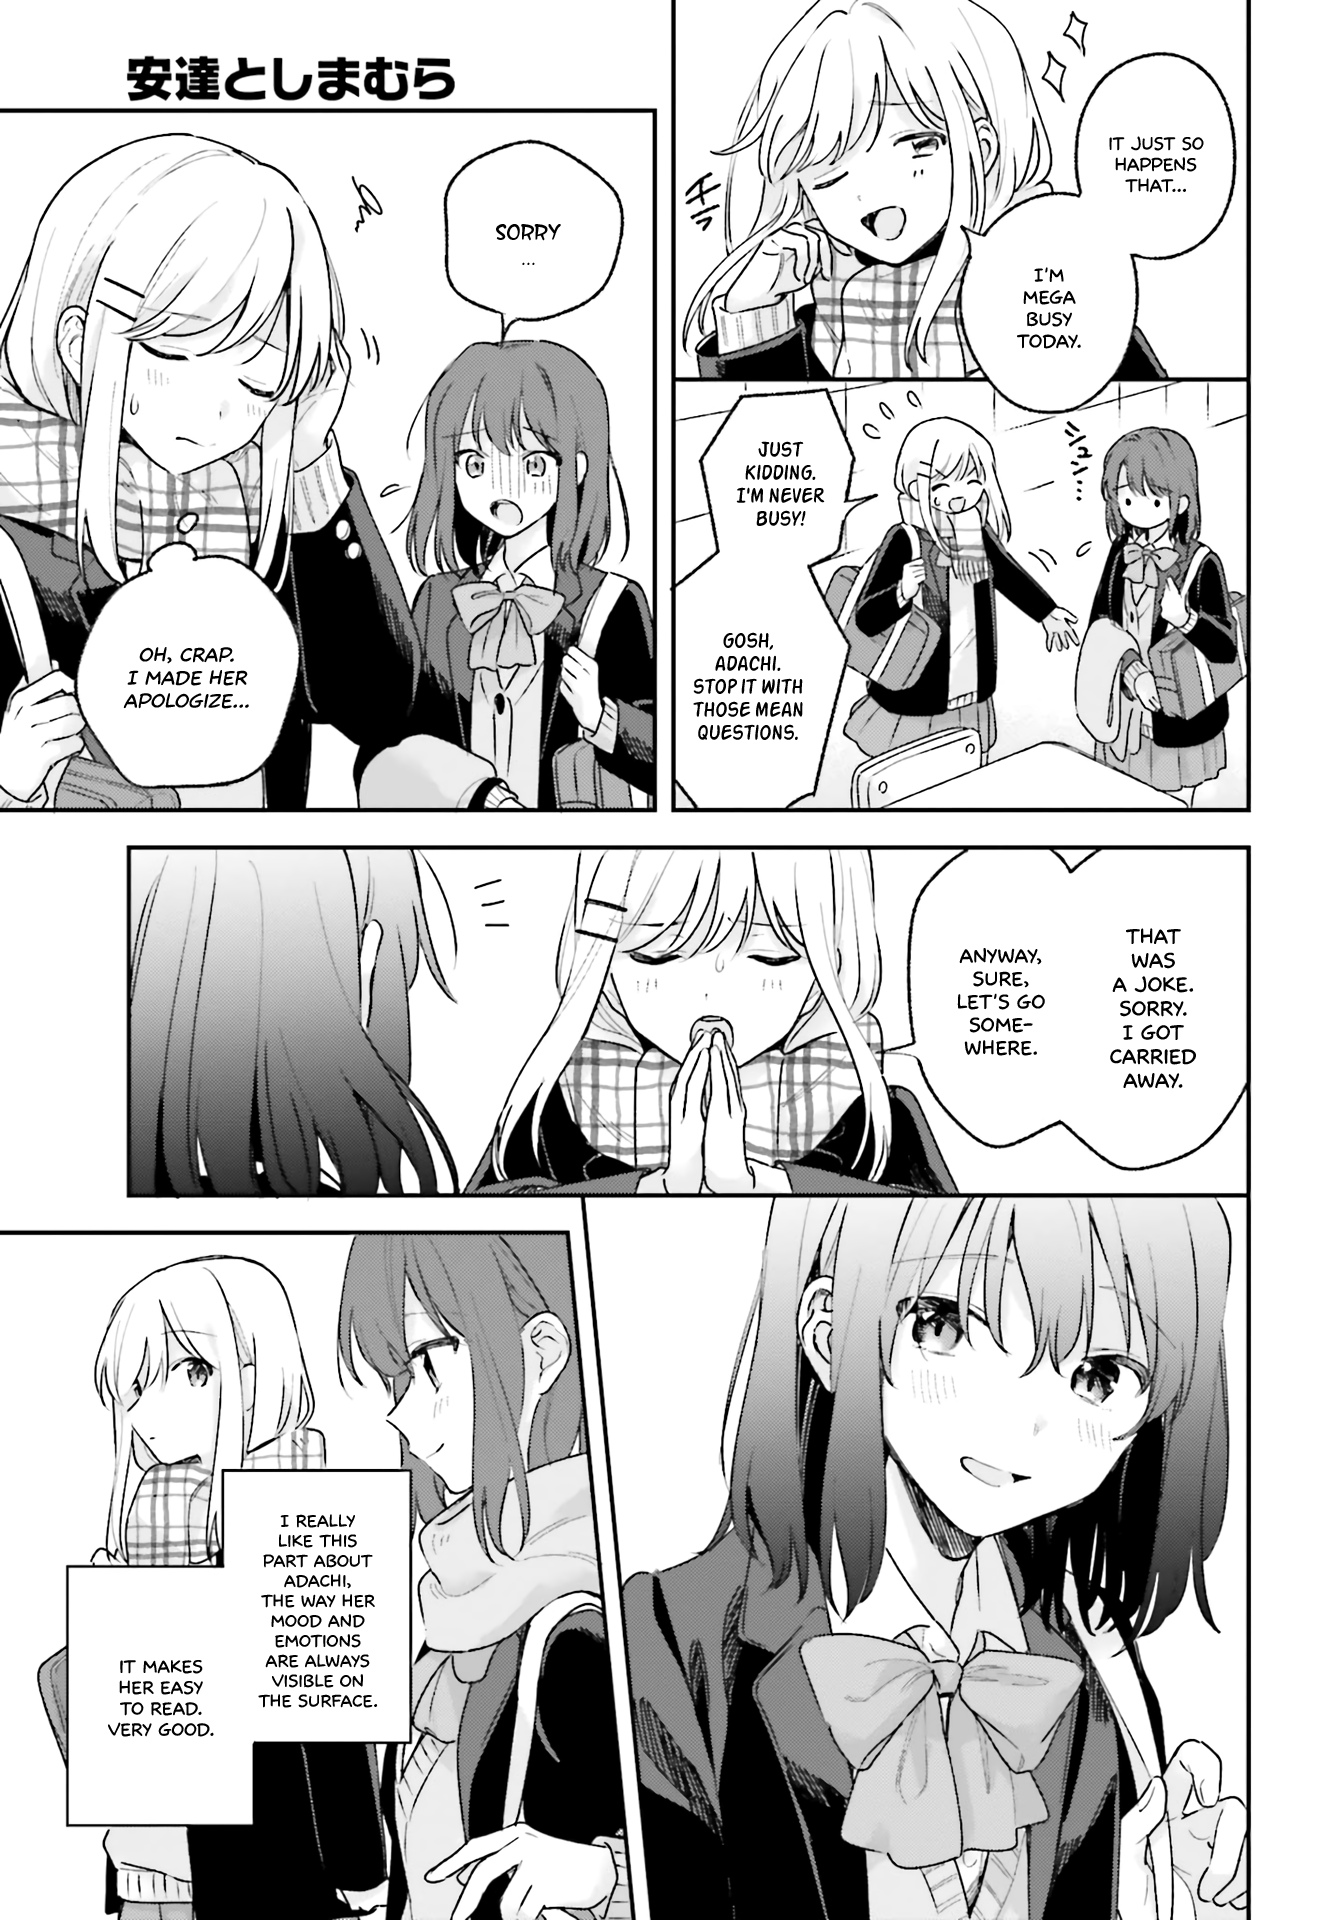 安達としまむら
IT JUST SO
HAPPENS
THAT...
I'M
MEGA
BUSY
TODAY.
チラ
JUST
KIDDING.
I'M NEVER
BUSY!
GOSH,
ADACHI.
STOP IT WITH
THOSE MEAN
QUESTIONS.
SORRY
...
OH, CRAP.
I MADE HER
APOLOGIZE...
THAT
WAS
A JOKE.
SORRY.
I GOT
CARRIED
AWAY.
ANYWAY,
SURE,
LET'S GO
SOME-
WHERE.
I REALLY
LIKE THIS
PART ABOUT
ADACHI,
THE WAY HER
MOOD AND
EMOTIONS
ARE ALWAYS
VISIBLE ON
THE SURFACE.
IT MAKES
HER EASY
TO READ.
VERY GOOD.